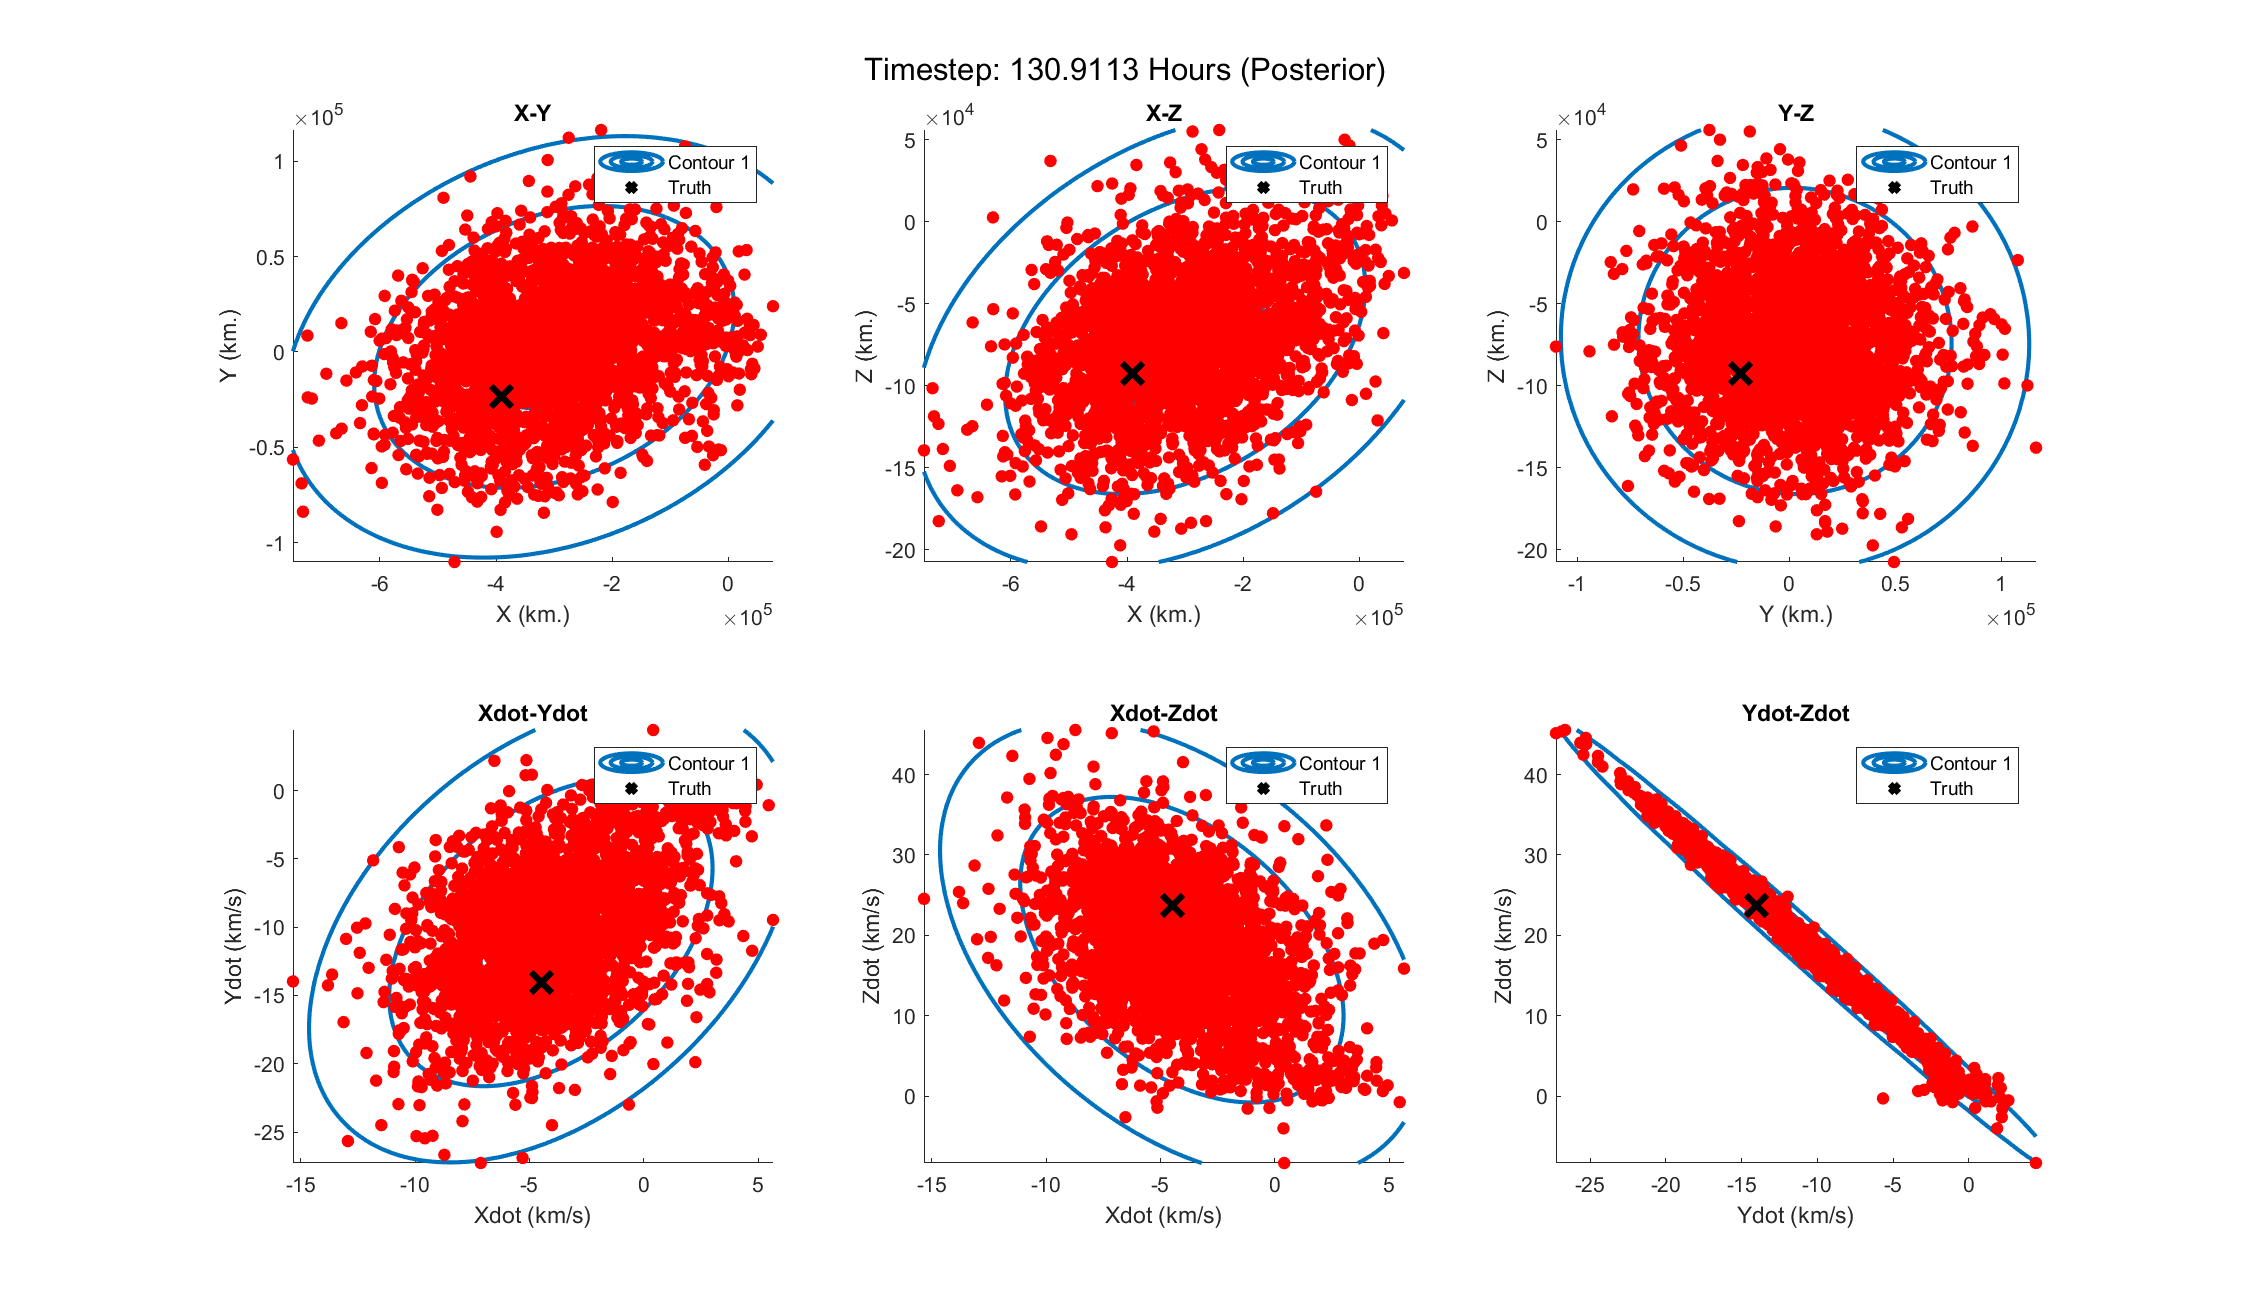 Timestep: 130.9113 Hours (Posterior)
X-Y
×10^5
1
0.5
0
-0.5
-1
Y (km.)
-6 -4 -2 0
×10^5
X (km.)
Contour 1
Truth
X-Z
×10^4
5
0
-5
-10
-15
-20
Z (km.)
-6 -4 -2 0
×10^5
X (km.)
Contour 1
Truth
Y-Z
×10^4
5
0
-5
-10
-15
-20
Z (km.)
-1 -0.5 0 0.5 1
×10^5
Y (km.)
Contour 1
Truth
Xdot-Ydot
0
-5
-10
-15
-20
-25
Ydot (km/s)
-15 -10 -5 0 5
Xdot (km/s)
Contour 1
Truth
Xdot-Zdot
40
30
20
10
0
Zdot (km/s)
-15 -10 -5 0 5
Xdot (km/s)
Contour 1
Truth
Ydot-Zdot
40
30
20
10
0
Zdot (km/s)
-25 -20 -15 -10 -5 0
Ydot (km/s)
Contour 1
Truth